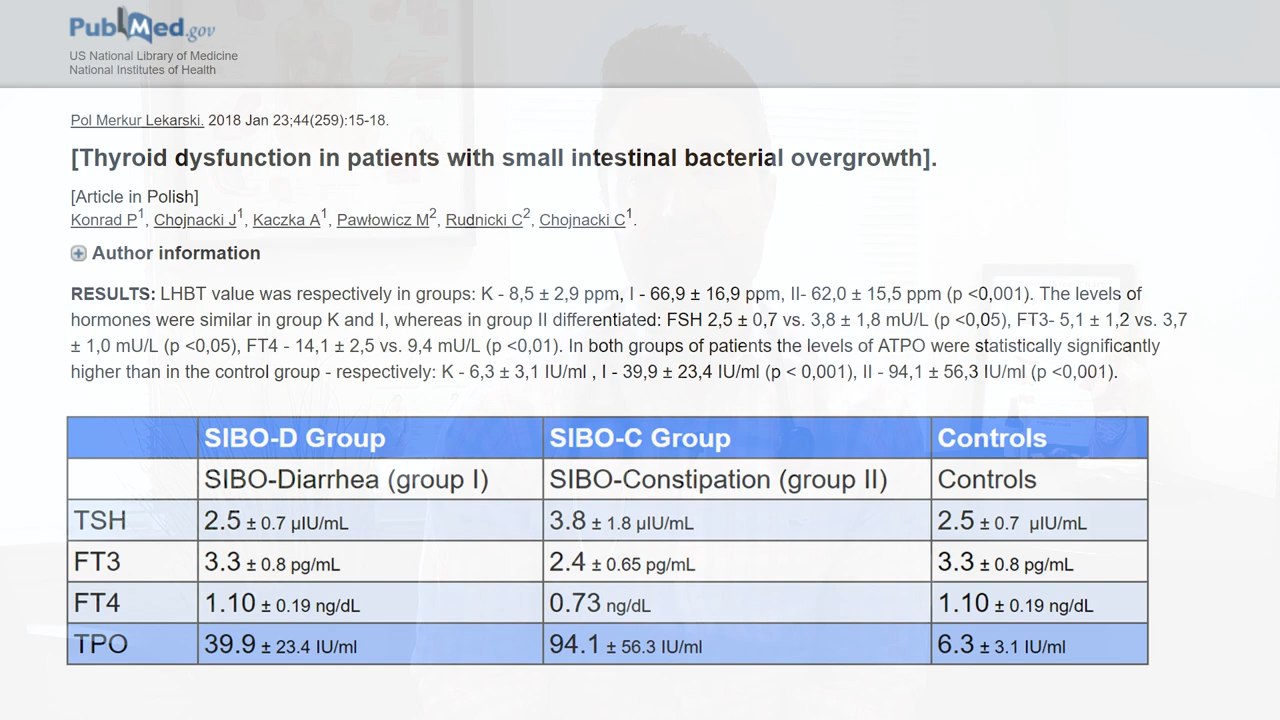 PubMed.gov
US National Library of Medicine
National Institutes of Health
Pol Merkur Lekarski. 2018 Jan 23;44(259):15-18.
[Thyroid dysfunction in patients with small intestinal bacterial overgrowth].
[Article in Polish]
Konrad P1, Chojnacki J1, Kaczka A1, Pawłowicz M2, Rudnicki C2, Chojnacki C1.
Author information
RESULTS: LHBT value was respectively in groups: K - 8,5 ± 2,9 ppm, I - 66,9 ± 16,9 ppm, II- 62,0 ± 15,5 ppm (p <0,001). The levels of
hormones were similar in group K and I, whereas in group II differentiated: FSH 2,5 ± 0,7 vs. 3,8 ± 1,8 mU/L (p <0,05), FT3- 5,1 ± 1,2 vs. 3,7
± 1,0 mU/L (p <0,05), FT4 - 14,1 ± 2,5 vs. 9,4 mU/L (p <0,01). In both groups of patients the levels of ATPO were statistically significantly
higher than in the control group - respectively: K - 6,3 ± 3,1 IU/ml , I - 39,9 ± 23,4 IU/ml (p < 0,001), II - 94,1 ± 56,3 IU/ml (p <0,001).
SIBO-D Group SIBO-C Group Controls
SIBO-Diarrhea (group I) SIBO-Constipation (group II) Controls
TSH 2.5 ± 0.7 µIU/mL 3.8 ± 1.8 µIU/mL 2.5 ± 0.7 µIU/mL
FT3 3.3 ± 0.8 pg/mL 2.4 ± 0.65 pg/mL 3.3 ± 0.8 pg/mL
FT4 1.10 ± 0.19 ng/dL 0.73 ng/dL 1.10 ± 0.19 ng/dL
TPO 39.9 ± 23.4 IU/ml 94.1 ± 56.3 IU/ml 6.3 ± 3.1 IU/ml